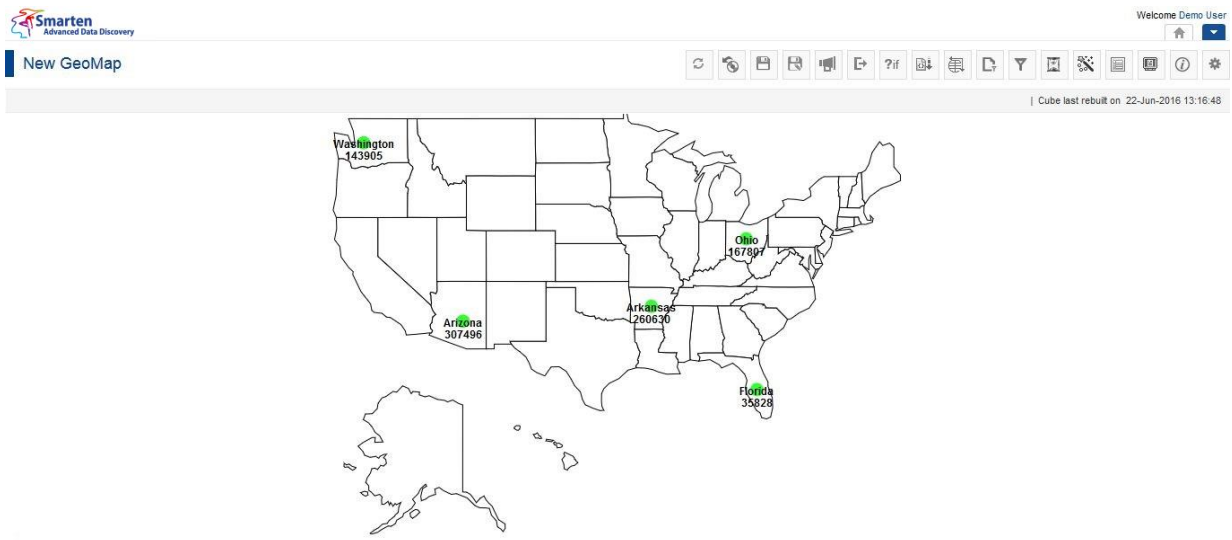 Smarten
Advanced Data Discovery
Welcome Demo User
New GeoMap
?if
| Cube last rebuilt on 22-Jun-2016 13:16:48
Washington
143905
Ohio
167807
Arkansas
260630
Arizona
307496
Florida
35828